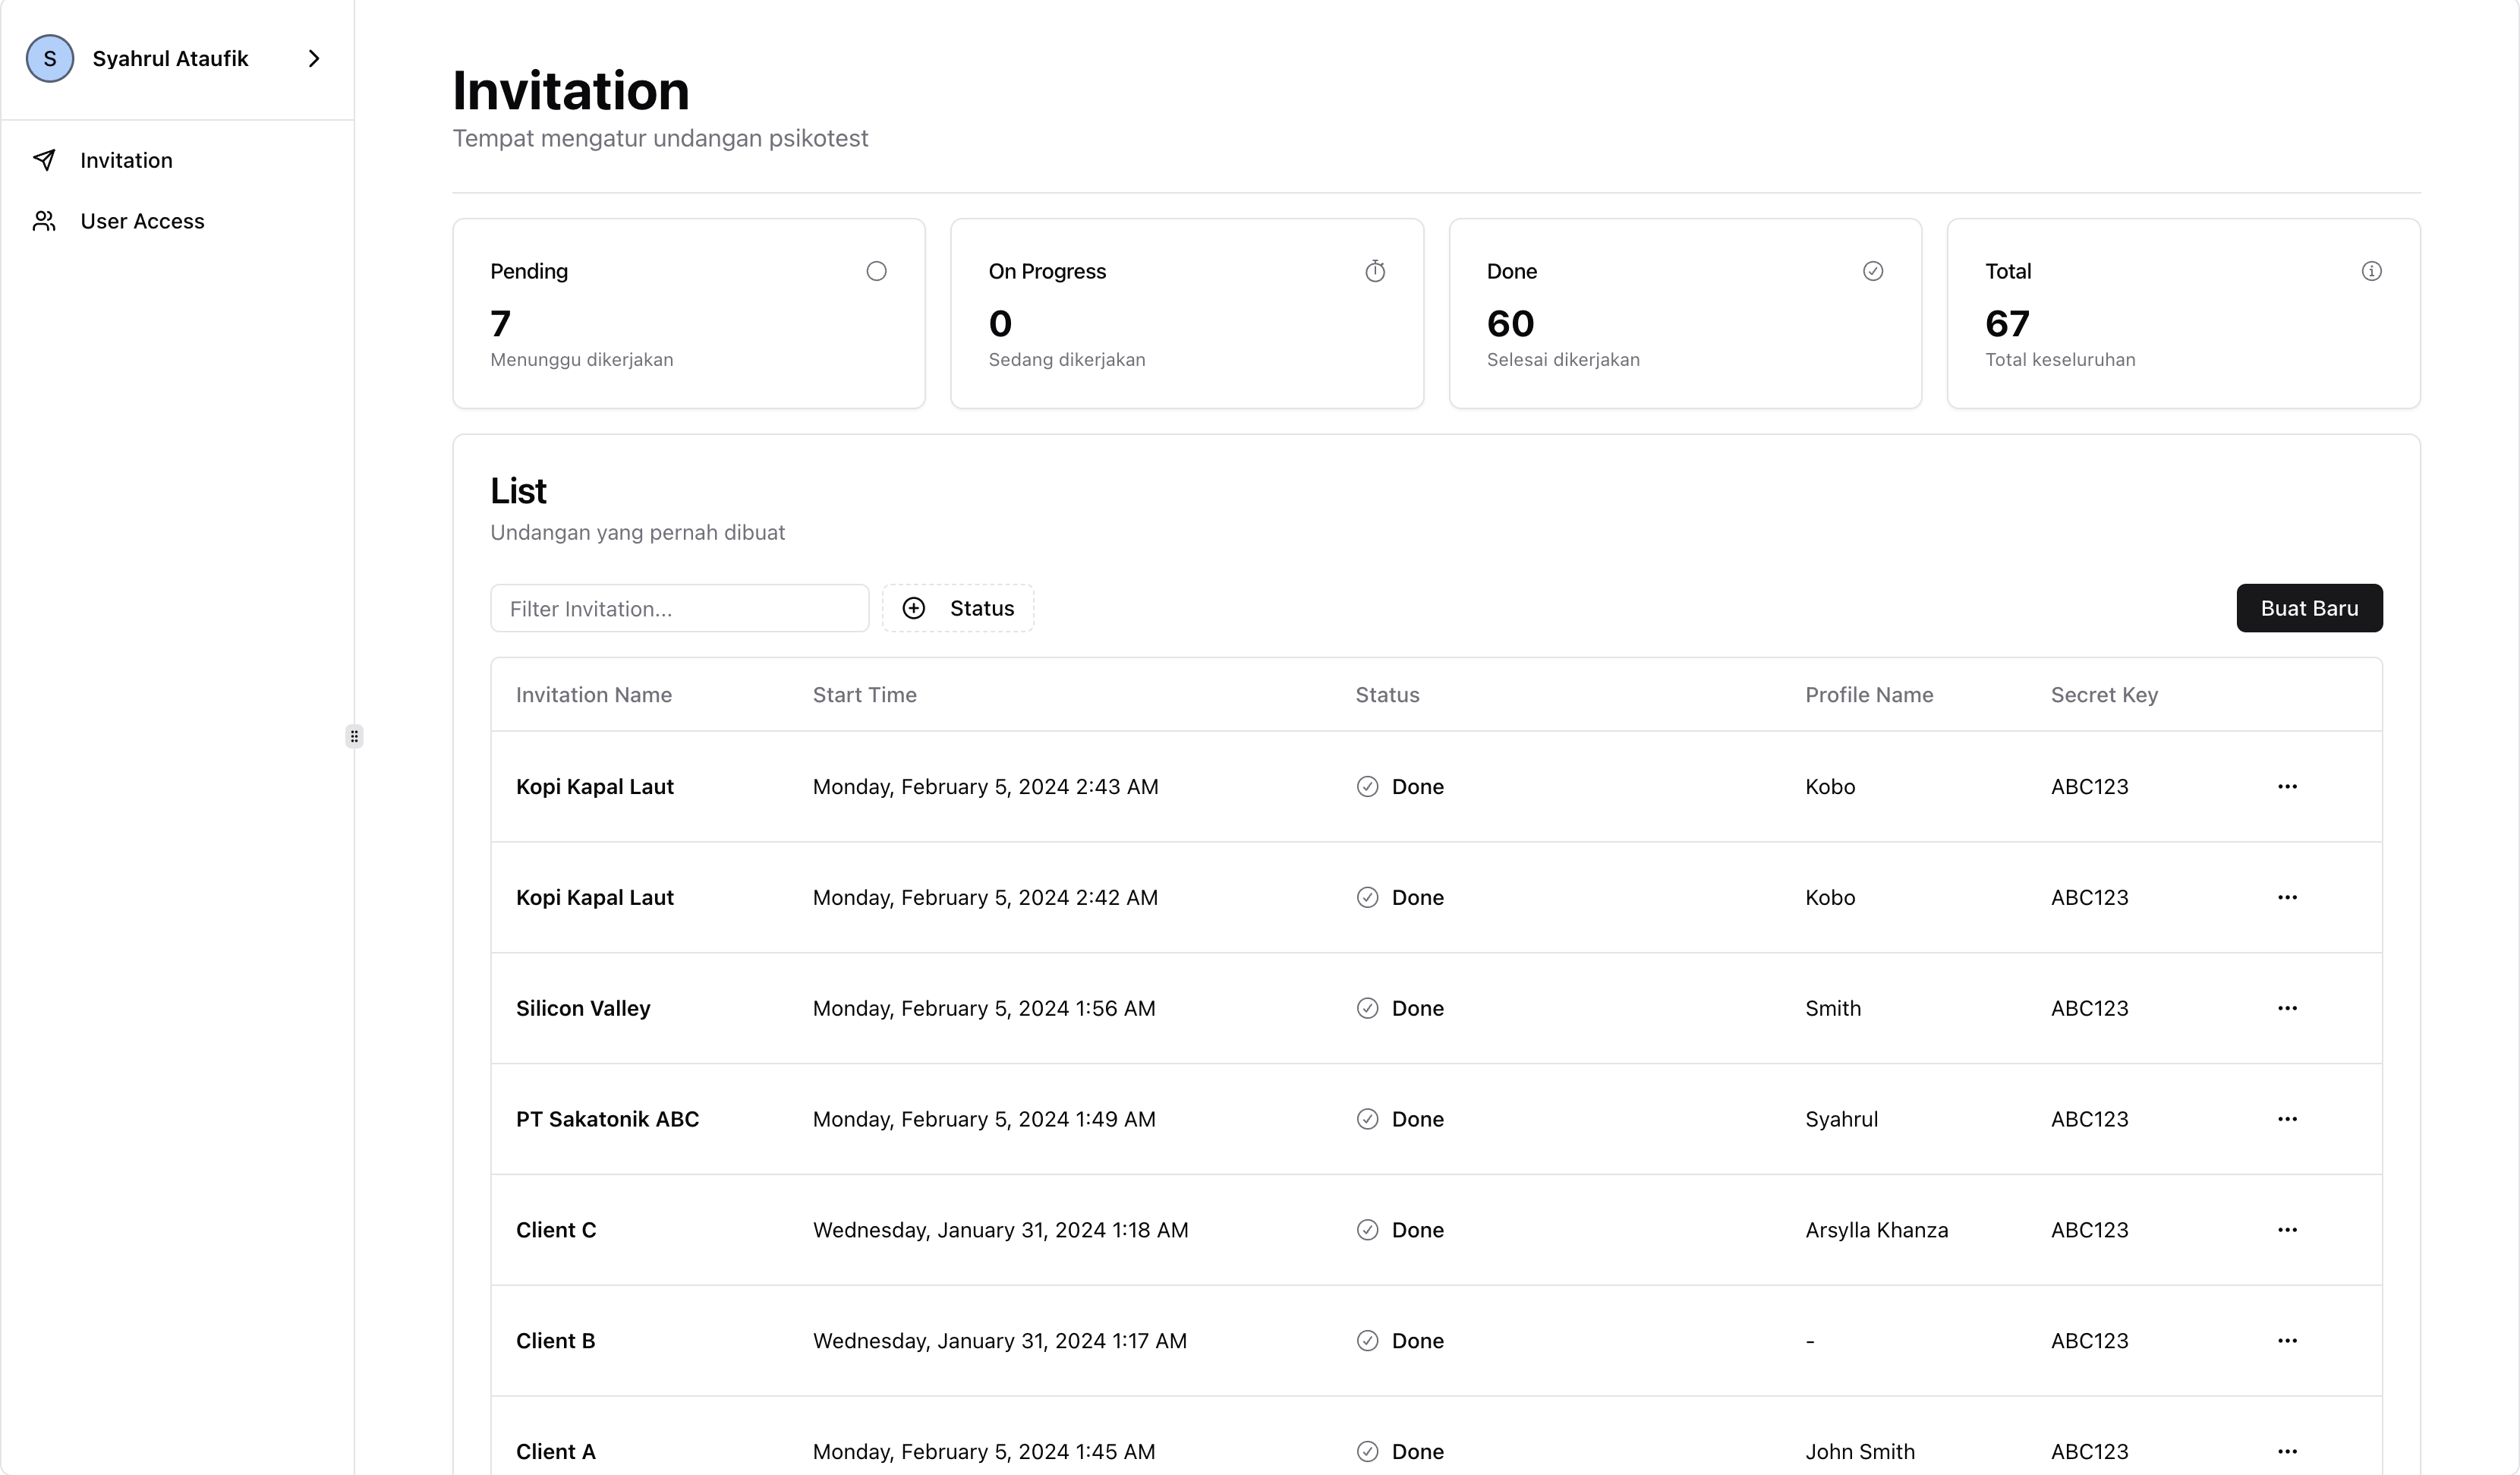 S Syahrul Ataufik
Invitation
User Access
Invitation
Tempat mengatur undangan psikotest
Pending
7
Menunggu dikerjakan
On Progress
0
Sedang dikerjakan
Done
60
Selesai dikerjakan
Total
67
Total keseluruhan
List
Undangan yang pernah dibuat
Filter Invitation... Status Buat Baru
Invitation Name Start Time Status Profile Name Secret Key
Kopi Kapal Laut Monday, February 5, 2024 2:43 AM Done Kobo ABC123
Kopi Kapal Laut Monday, February 5, 2024 2:42 AM Done Kobo ABC123
Silicon Valley Monday, February 5, 2024 1:56 AM Done Smith ABC123
PT Sakatonik ABC Monday, February 5, 2024 1:49 AM Done Syahrul ABC123
Client C Wednesday, January 31, 2024 1:18 AM Done Arsylla Khanza ABC123
Client B Wednesday, January 31, 2024 1:17 AM Done - ABC123
Client A Monday, February 5, 2024 1:45 AM Done John Smith ABC123